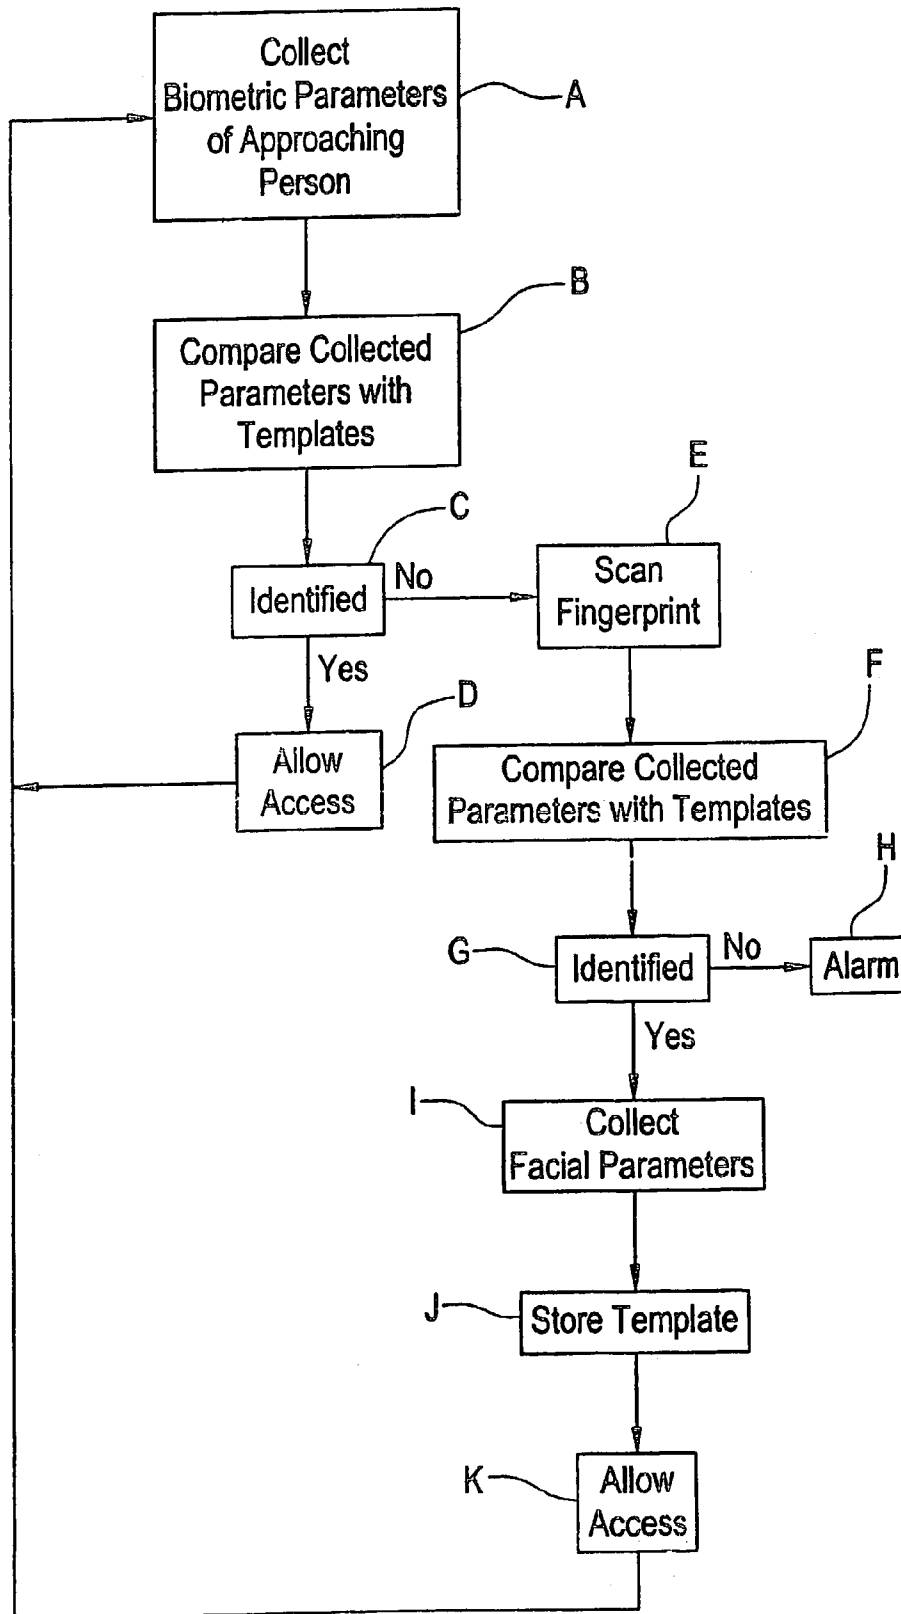 Collect
Biometric Parameters
of Approaching
Person
A
Compare Collected
Parameters with
Templates
B
Identified
C
No
Yes
Allow
Access
D
Scan
Fingerprint
E
Compare Collected
Parameters with Templates
F
G
Identified
No
Alarm
H
Yes
I
Collect
Facial Parameters
J
Store Template
K
Allow
Access